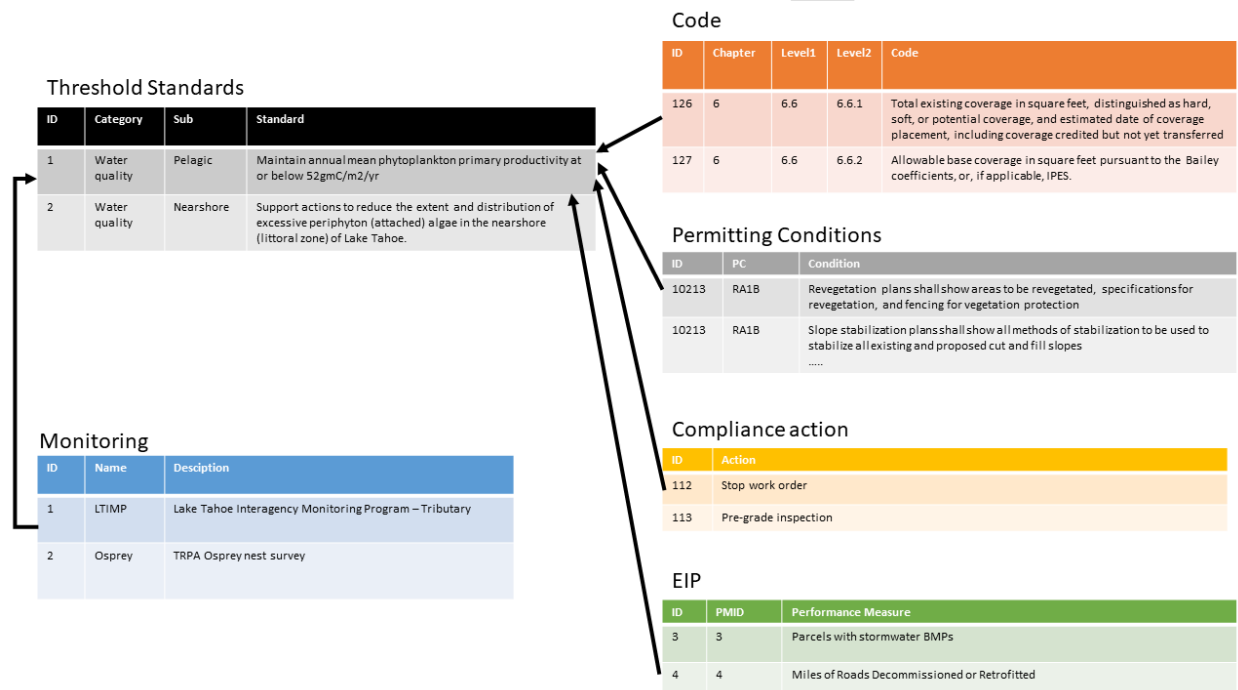 Code
ID Chapter Level1 Level2 Code
126 6 6.6 6.6.1 Total existing coverage in square feet, distinguished as hard,
soft, or potential coverage, and estimated date of coverage
placement, including coverage credited but not yet transferred
127 6 6.6 6.6.2 Allowable base coverage in square feet pursuant to the Bailey
coefficients, or, if applicable, IPES.
Threshold Standards
ID Category Sub Standard
1 Water Pelagic Maintain annual mean phytoplankton primary productivity at
quality or below 52gmC/m2/yr
2 Water Nearshore Support actions to reduce the extent and distribution of
quality excessive periphyton (attached) algae in the nearshore
(littoral zone) of Lake Tahoe.
Permitting Conditions
ID PC Condition
10213 RA1B Revegetation plans shall show areas to be revegetated, specifications for
revegetation, and fencing for vegetation protection
10213 RA1B Slope stabilization plans shall show all methods of stabilization to be used to
stabilize all existing and proposed cut and fill slopes
.....
Monitoring
ID Name Desciption
1 LTIMP Lake Tahoe Interagency Monitoring Program – Tributary
2 Osprey TRPA Osprey nest survey
Compliance action
ID Action
112 Stop work order
113 Pre-grade inspection
EIP
ID PMID Performance Measure
3 3 Parcels with stormwater BMPs
4 4 Miles of Roads Decommissioned or Retrofitted